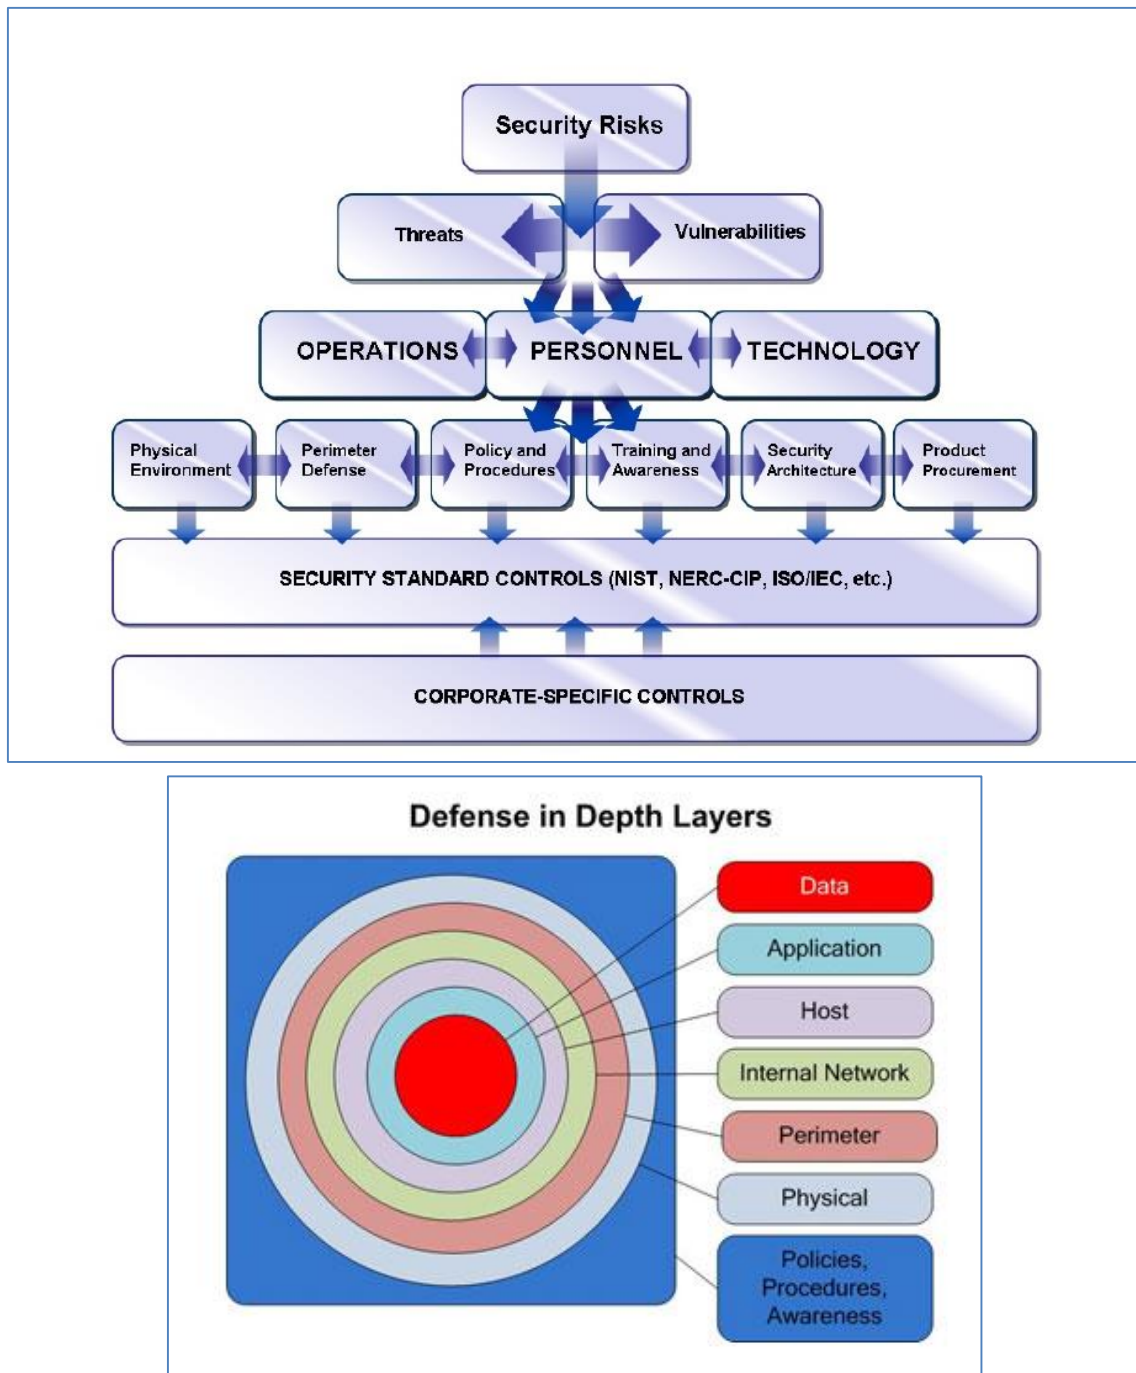 Security Risks
Threats
Vulnerabilities
OPERATIONS
PERSONNEL
TECHNOLOGY
Physical
Environment
Perimeter
Defense
Policy and
Procedures
Training and
Awareness
Security
Architecture
Product
Procurement
SECURITY STANDARD CONTROLS (NIST, NERC-CIP, ISO/IEC, etc.)
CORPORATE-SPECIFIC CONTROLS
Defense in Depth Layers
Data
Application
Host
Internal Network
Perimeter
Physical
Policies,
Procedures,
Awareness